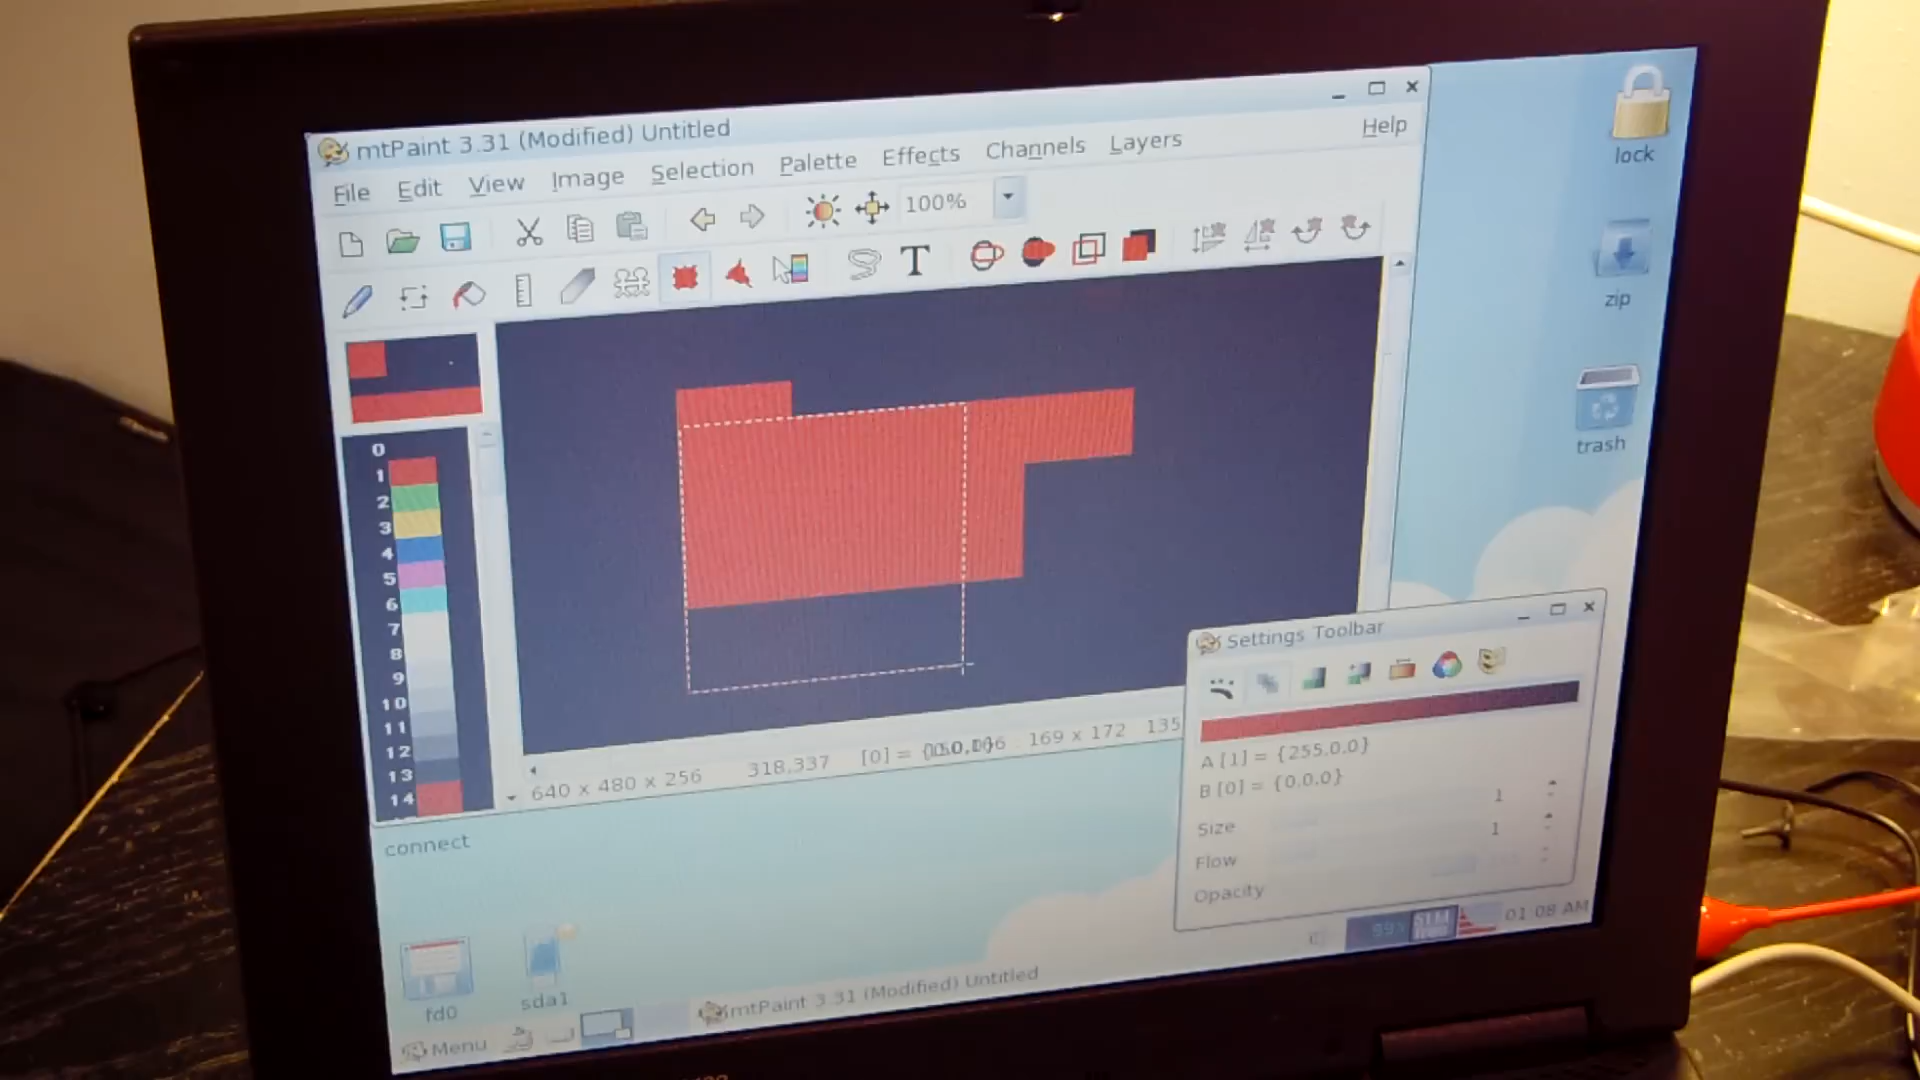 mtPaint 3.31 (Modified) Untitled
File Edit View Image Selection Palette Effects Channels Layers Help
100%
T
0
1
2
3
4
5
6
7
8
9
10
11
12
13
14
640 x 480 x 256 318,337 [0] = 169 x 172 135
Settings Toolbar
A [1] = {255,0,0}
B [0] = {0,0,0}
Size 1
Flow 1
Opacity
lock
zip
trash
connect
fd0
sda1
Menu
mtPaint 3.31 (Modified) Untitled
01:08 AM